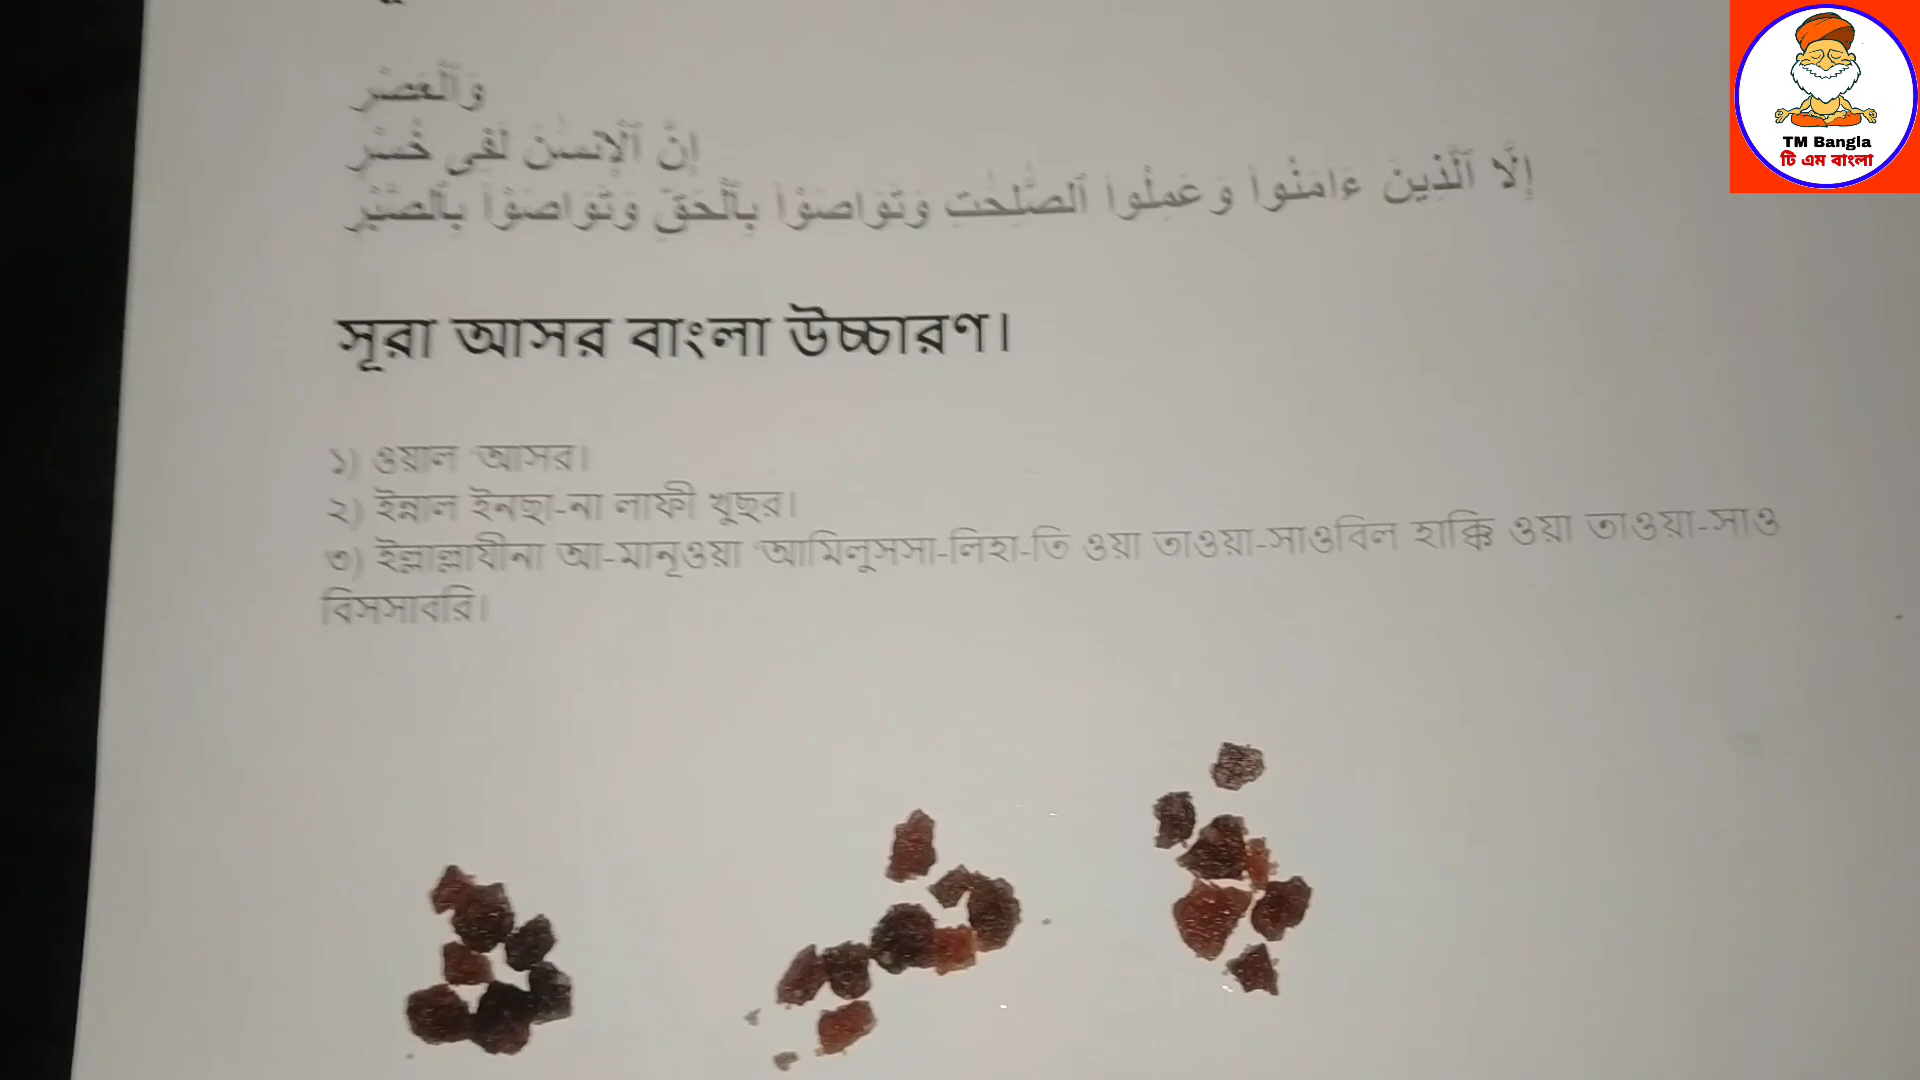 وَٱلْعَصْرِ
إِنَّ ٱلْإِنسَٰنَ لَفِى خُسْرٍ
إِلَّا ٱلَّذِينَ ءَامَنُوا۟ وَعَمِلُوا۟ ٱلصَّٰلِحَٰتِ وَتَوَاصَوْا۟ بِٱلْحَقِّ وَتَوَاصَوْا۟ بِٱلصَّبْرِ
সূরা আসর বাংলা উচ্চারণ।
১) ওয়াল ‘আসর।
২) ইন্নাল ইনছা-না লাফী খুছর।
৩) ইল্লাল্লাযীনা আ-মানূওয়া ‘আমিলুসসা-লিহা-তি ওয়া তাওয়া-সাওবিল হাক্কি ওয়া তাওয়া-সাও
বিসসাবরি।
TM Bangla
টি এম বাংলা